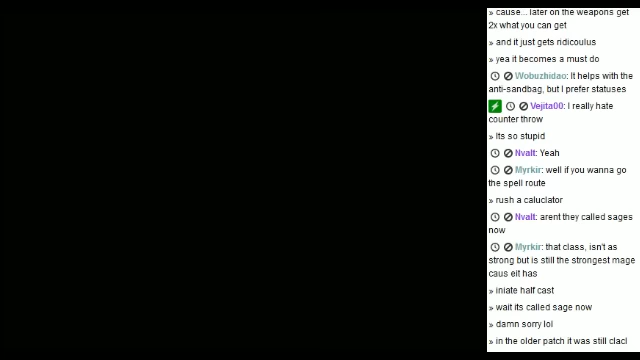 » cause... later on the weapons get
2x what you can get
» and it just gets ridicoulus
» yea it becomes a must do
Wobuzhidao: It helps with the
anti-sandbag, but I prefer statuses
Vejita00: I really hate
counter throw
» Its so stupid
Nvalt: Yeah
Myrkir: well if you wanna go
the spell route
» rush a caluclator
Nvalt: arent they called sages
now
Myrkir: that class, isn't as
strong but is still the strongest mage
caus eit has
» iniate half cast
» wait its called sage now
» damn sorry lol
» in the older patch it was still clacl